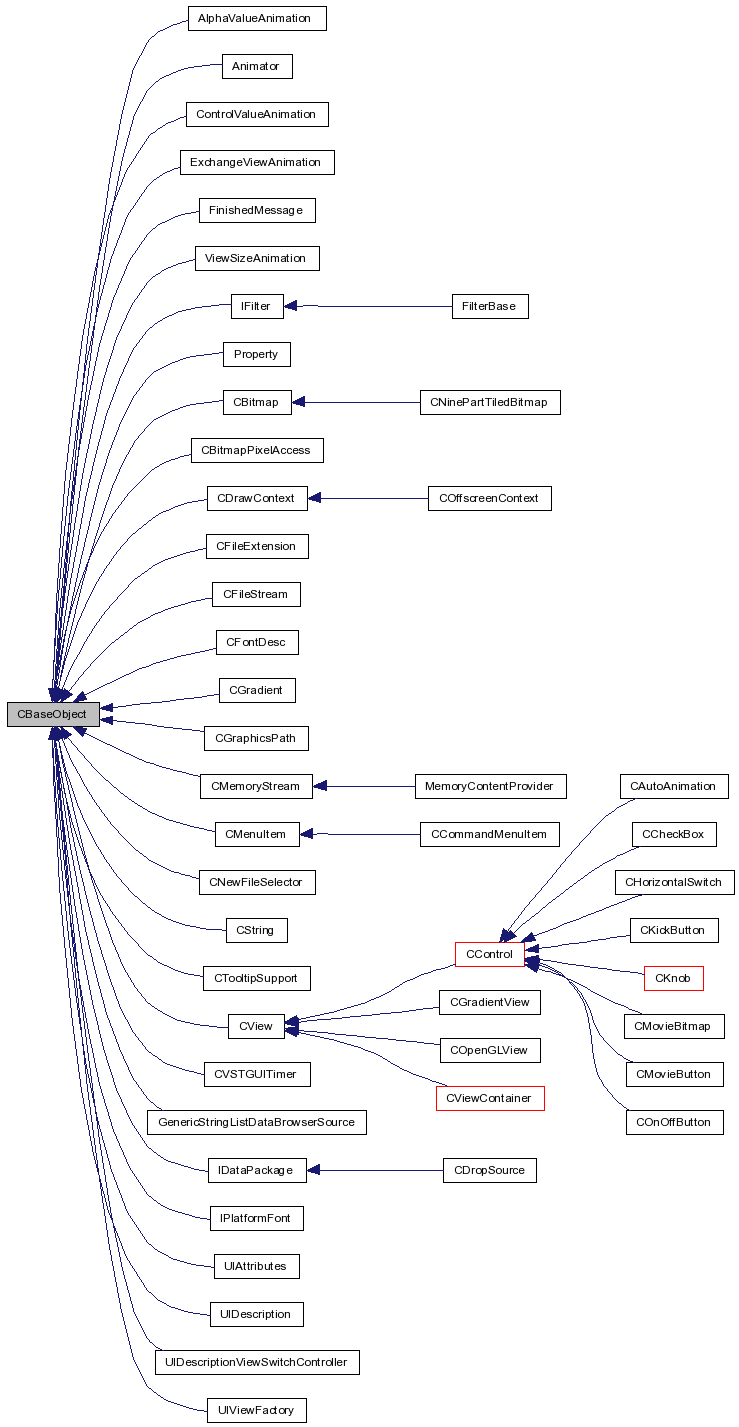 AlphaValueAnimation
Animator
ControlValueAnimation
ExchangeViewAnimation
FinishedMessage
ViewSizeAnimation
IFilter
FilterBase
Property
CBitmap
CNinePartTiledBitmap
CBitmapPixelAccess
CDrawContext
COffscreenContext
CFileExtension
CFileStream
CFontDesc
CGradient
CBaseObject
CGraphicsPath
CMemoryStream
MemoryContentProvider
CAutoAnimation
CMenuItem
CCommandMenuItem
CCheckBox
CNewFileSelector
CHorizontalSwitch
CString
CKickButton
CControl
CTooltipSupport
CKnob
CGradientView
CView
CMovieBitmap
COpenGLView
CVSTGUITimer
CMovieButton
CViewContainer
GenericStringListDataBrowserSource
COnOffButton
IDataPackage
CDropSource
IPlatformFont
UIAttributes
UIDescription
UIDescriptionViewSwitchController
UIViewFactory